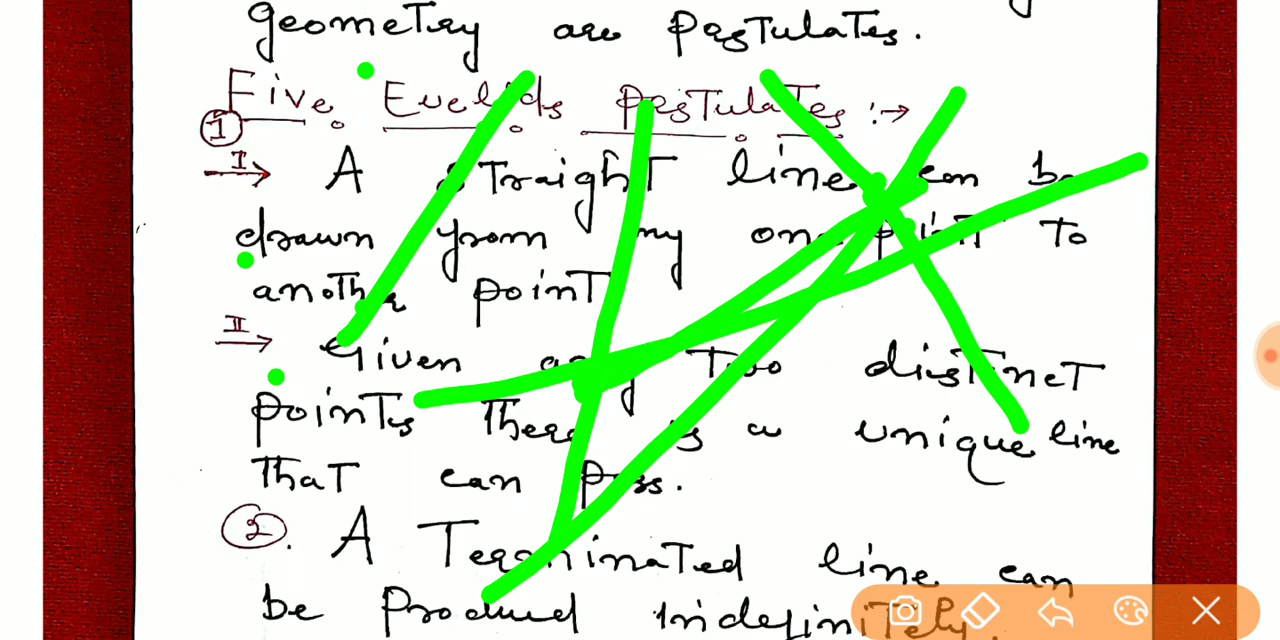 geometry are Postulates.
Five Euclids Postulates :→
① I → A straight line can be
drawn from any one point to
another point
II → Given any Two distinct
points there is a unique line
that can pass.
②. A Terminated line can
be Produced indefinitely.